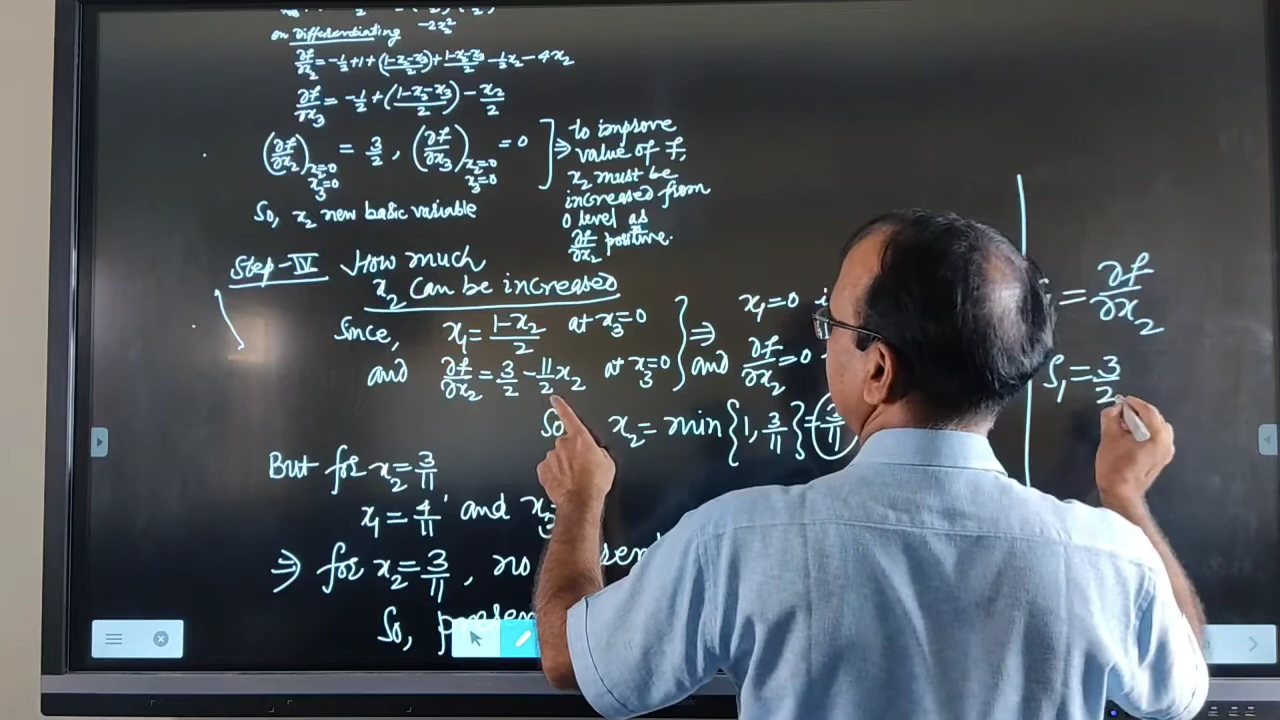 on Differentiating -2x₂²
∂f/∂x₂ = -1/2 + 1 + (1-x₂-x₃/2) + 1-x₂-x₃/2 - 1/2 x₂ - 4x₂
∂f/∂x₃ = -1/2 + (1-x₂-x₃/2) - x₂/2
(∂f/∂x₂)x₂=0 x₃=0 = 3/2, (∂f/∂x₃)x₂=0 x₃=0 = 0 } ⇒
to improve
value of f,
x₂ must be
increased from
0 level as
∂f/∂x₂ positive.
So, x₂ new basic variable
Step-IV How much
x₂ can be increased
Since, x₁ = 1-x₂/2 at x₃=0 } ⇒ x₁=0
and ∂f/∂x₂ = 3/2 - 11/2 x₂ at x₃=0 and ∂f/∂x₂=0
So x₂ = min{1, 3/11} = 3/11
But for x₂ = 3/11
x₁ = 4/11 and
⇒ for x₂ = 3/11, no
So,
= ∂f/∂x₂
S₁ = 3/2